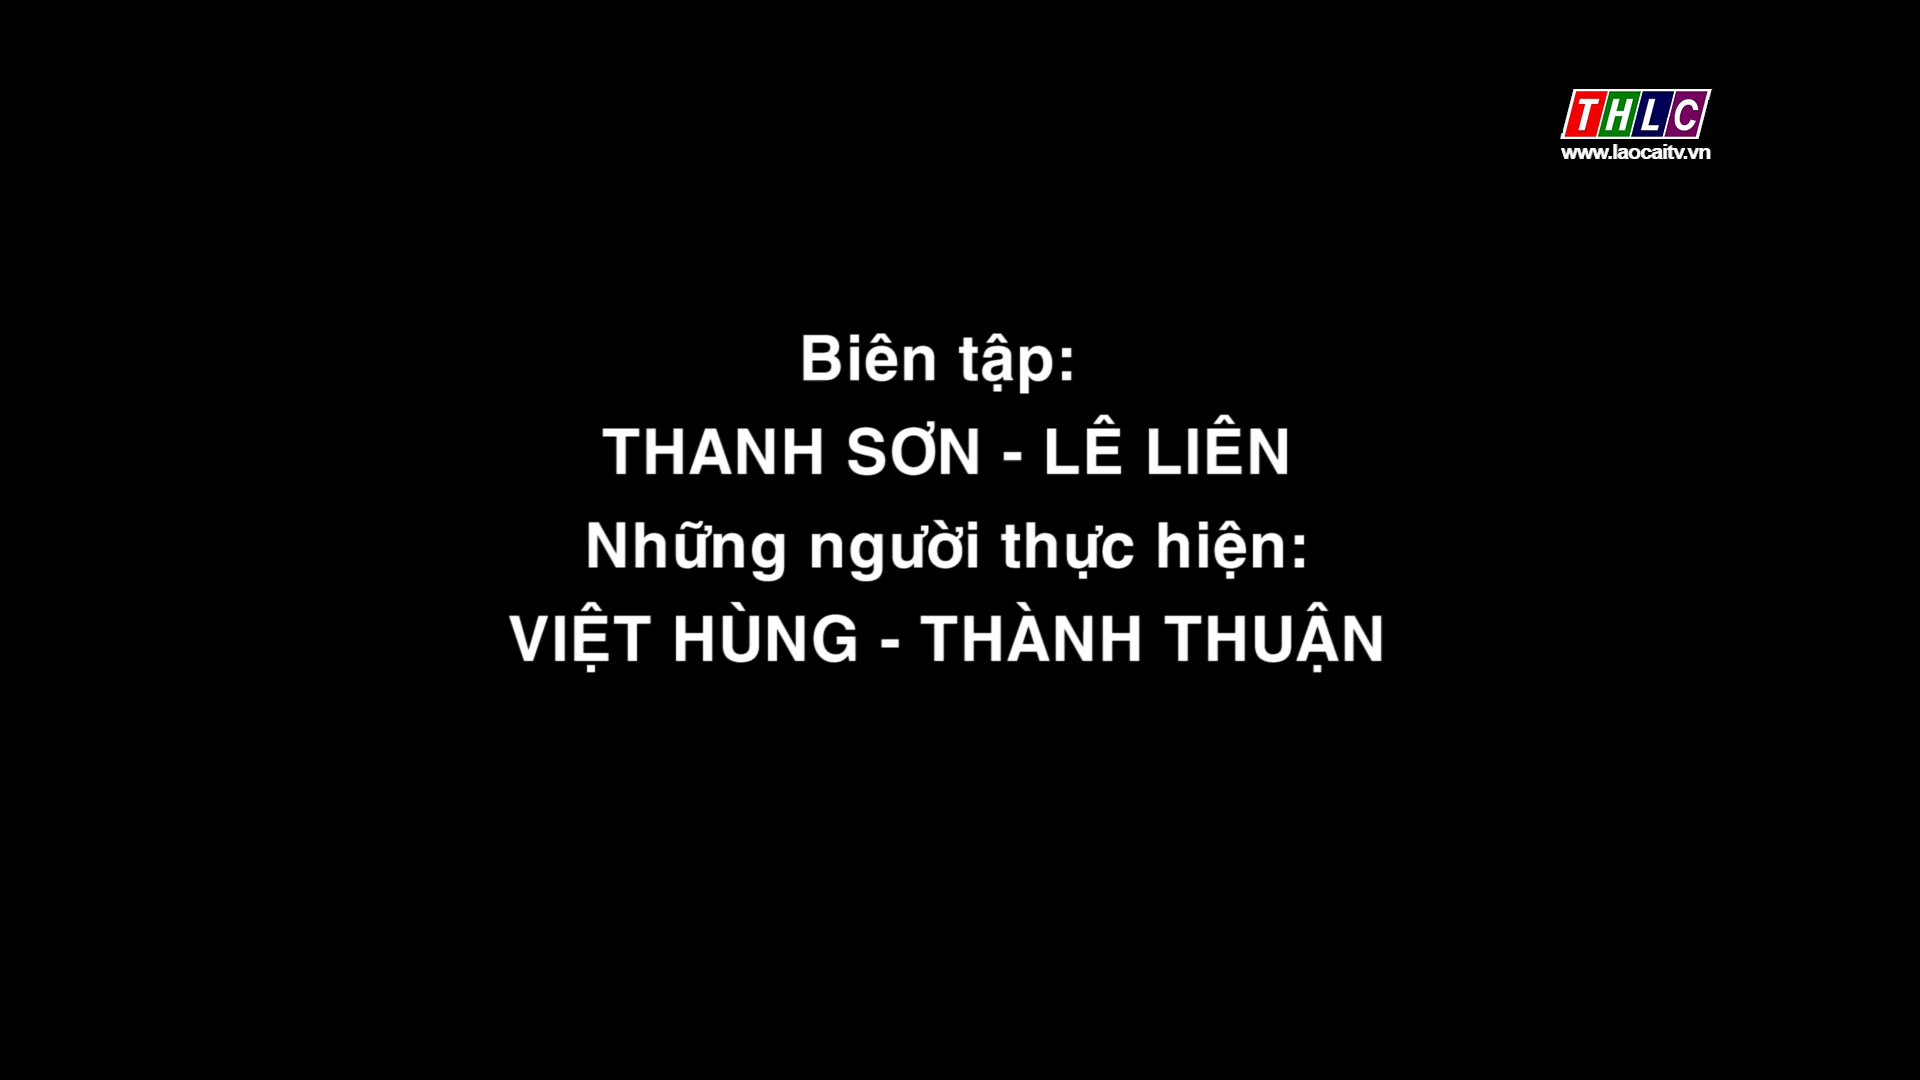 THLC
www.laocaitv.vn
Biên tập:
THANH SƠN - LÊ LIÊN
Những người thực hiện:
VIỆT HÙNG - THÀNH THUẬN